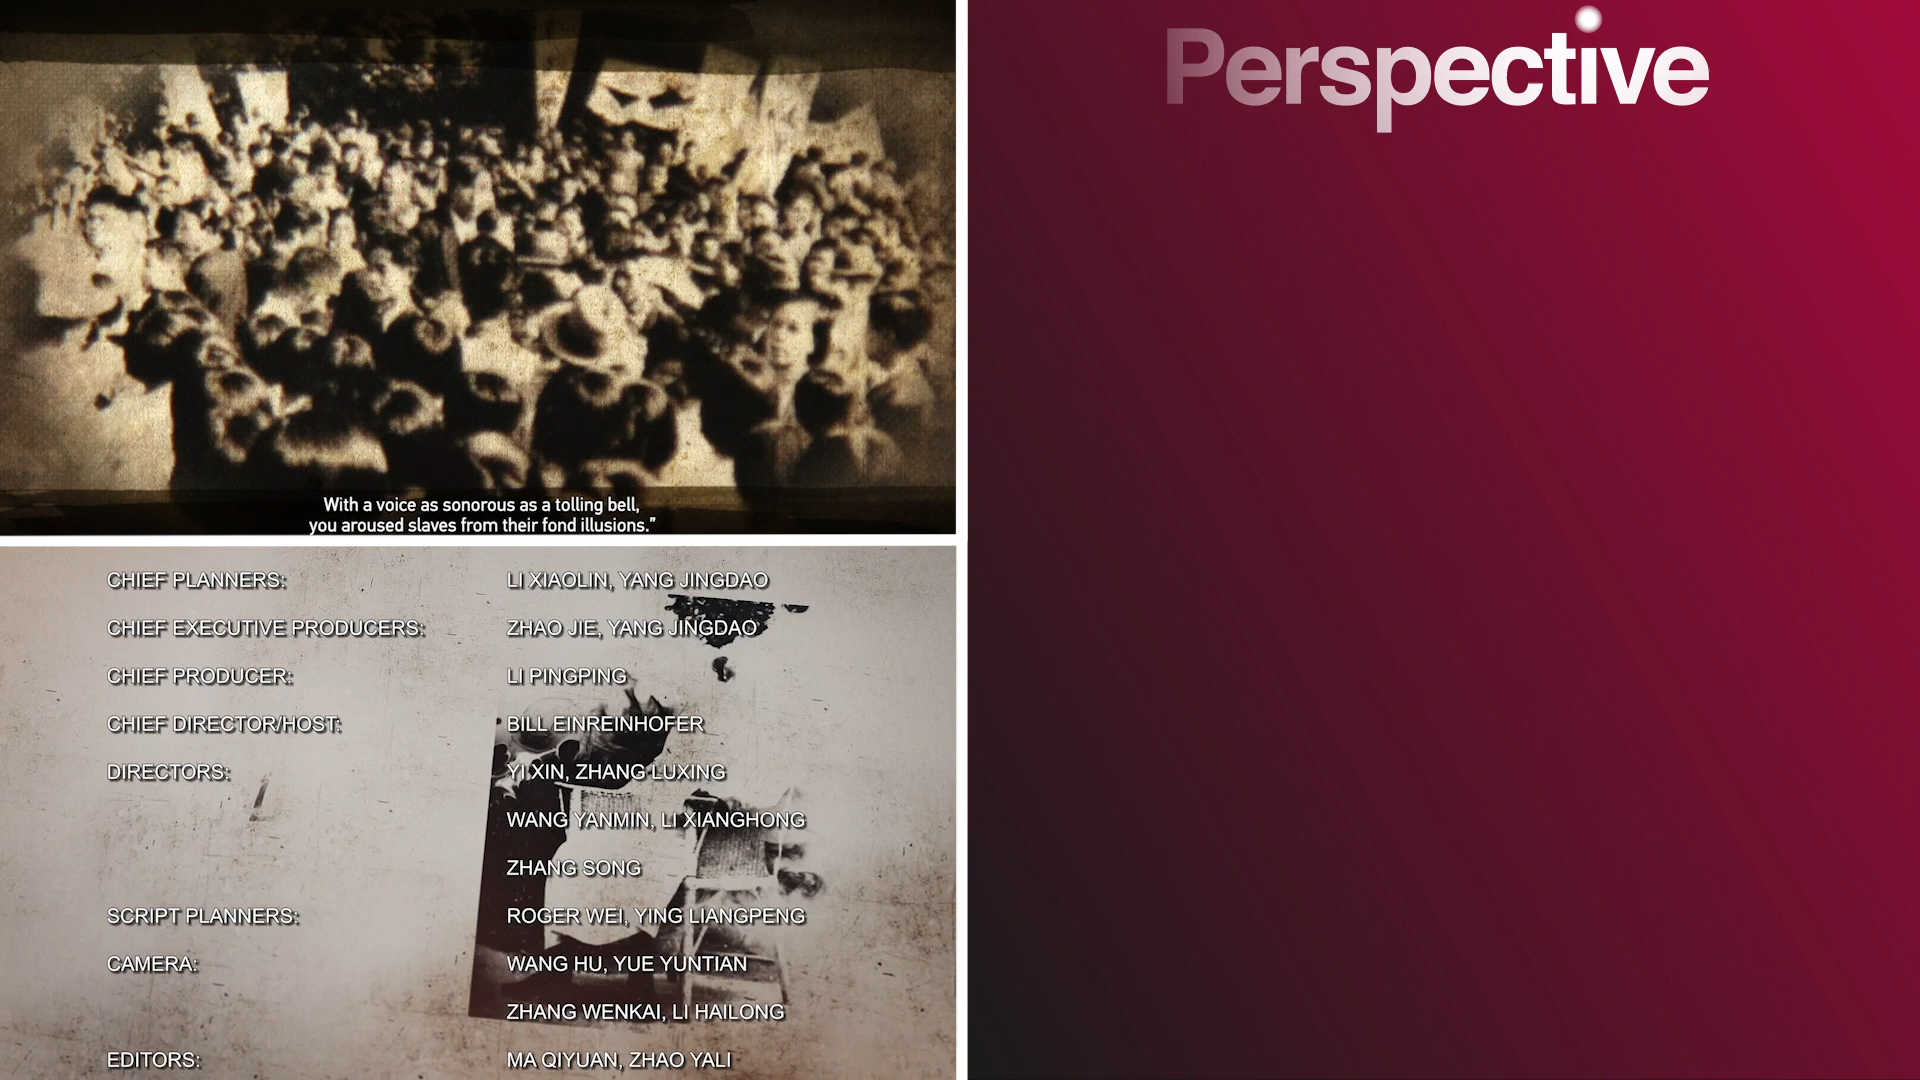 With a voice as sonorous as a tolling bell,
you aroused slaves from their fond illusions.”
CHIEF PLANNERS: LI XIAOLIN, YANG JINGDAO
CHIEF EXECUTIVE PRODUCERS: ZHAO JIE, YANG JINGDAO
CHIEF PRODUCER: LI PINGPING
CHIEF DIRECTOR/HOST: BILL EINREINHOFER
DIRECTORS: YI XIN, ZHANG LUXING
WANG YANMIN, LI XIANGHONG
ZHANG SONG
SCRIPT PLANNERS: ROGER WEI, YING LIANGPENG
CAMERA: WANG HU, YUE YUNTIAN
ZHANG WENKAI, LI HAILONG
EDITORS: MA QIYUAN, ZHAO YALI
Perspective